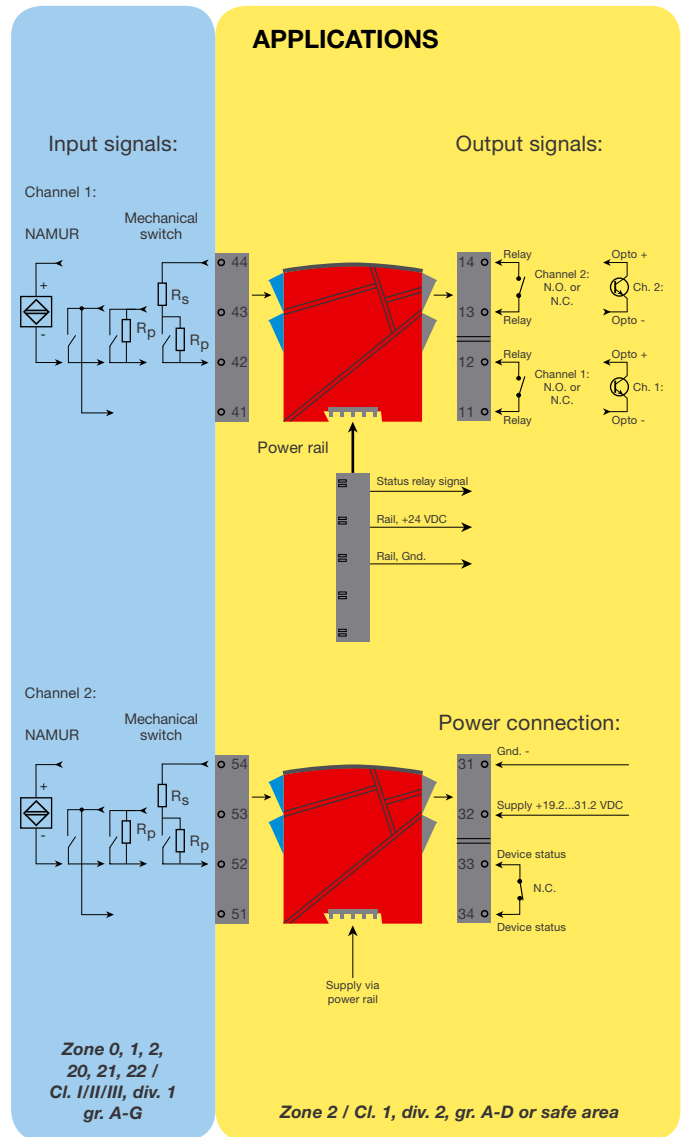 APPLICATIONS
Input signals:
Output signals:
Channel 1:
NAMUR
Mechanical
switch
+
-
Rs
Rp
Rp
44
43
42
41
14
13
12
11
Relay
Channel 2:
N.O. or
N.C.
Relay
Opto +
Ch. 2:
Opto -
Relay
Channel 1:
N.O. or
N.C.
Relay
Opto +
Ch. 1:
Opto -
Power rail
Status relay signal
Rail, +24 VDC
Rail, Gnd.
Channel 2:
NAMUR
Mechanical
switch
+
-
Rs
Rp
Rp
54
53
52
51
Power connection:
31
32
33
34
Gnd. -
Supply +19.2...31.2 VDC
Device status
N.C.
Device status
Supply via
power rail
Zone 0, 1, 2,
20, 21, 22 /
Cl. I/II/III, div. 1
gr. A-G
Zone 2 / Cl. 1, div. 2, gr. A-D or safe area